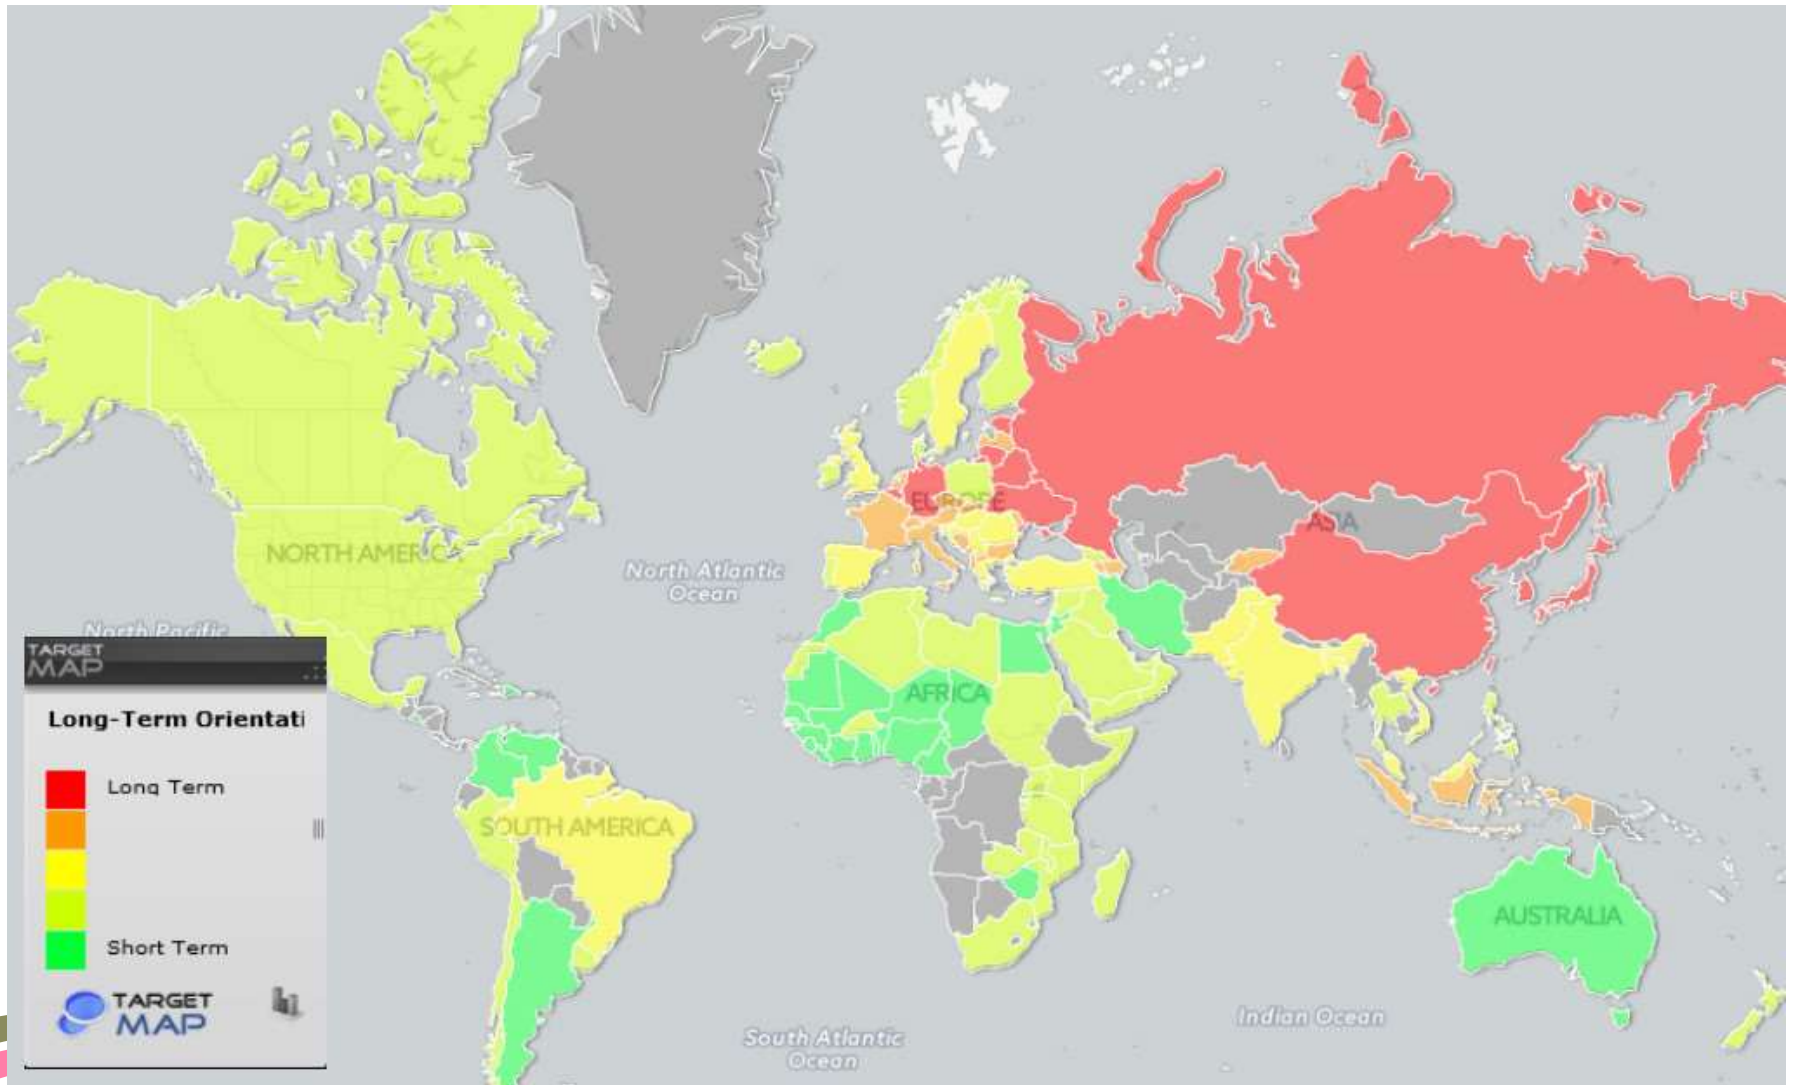 EUROPE
ASIA
NORTH AMERICA
North Atlantic
Ocean
North Pacific
TARGET
MAP
Long-Term Orientati
Long Term
Short Term
TARGET
MAP
AFRICA
SOUTH AMERICA
AUSTRALIA
Indian Ocean
South Atlantic
Ocean